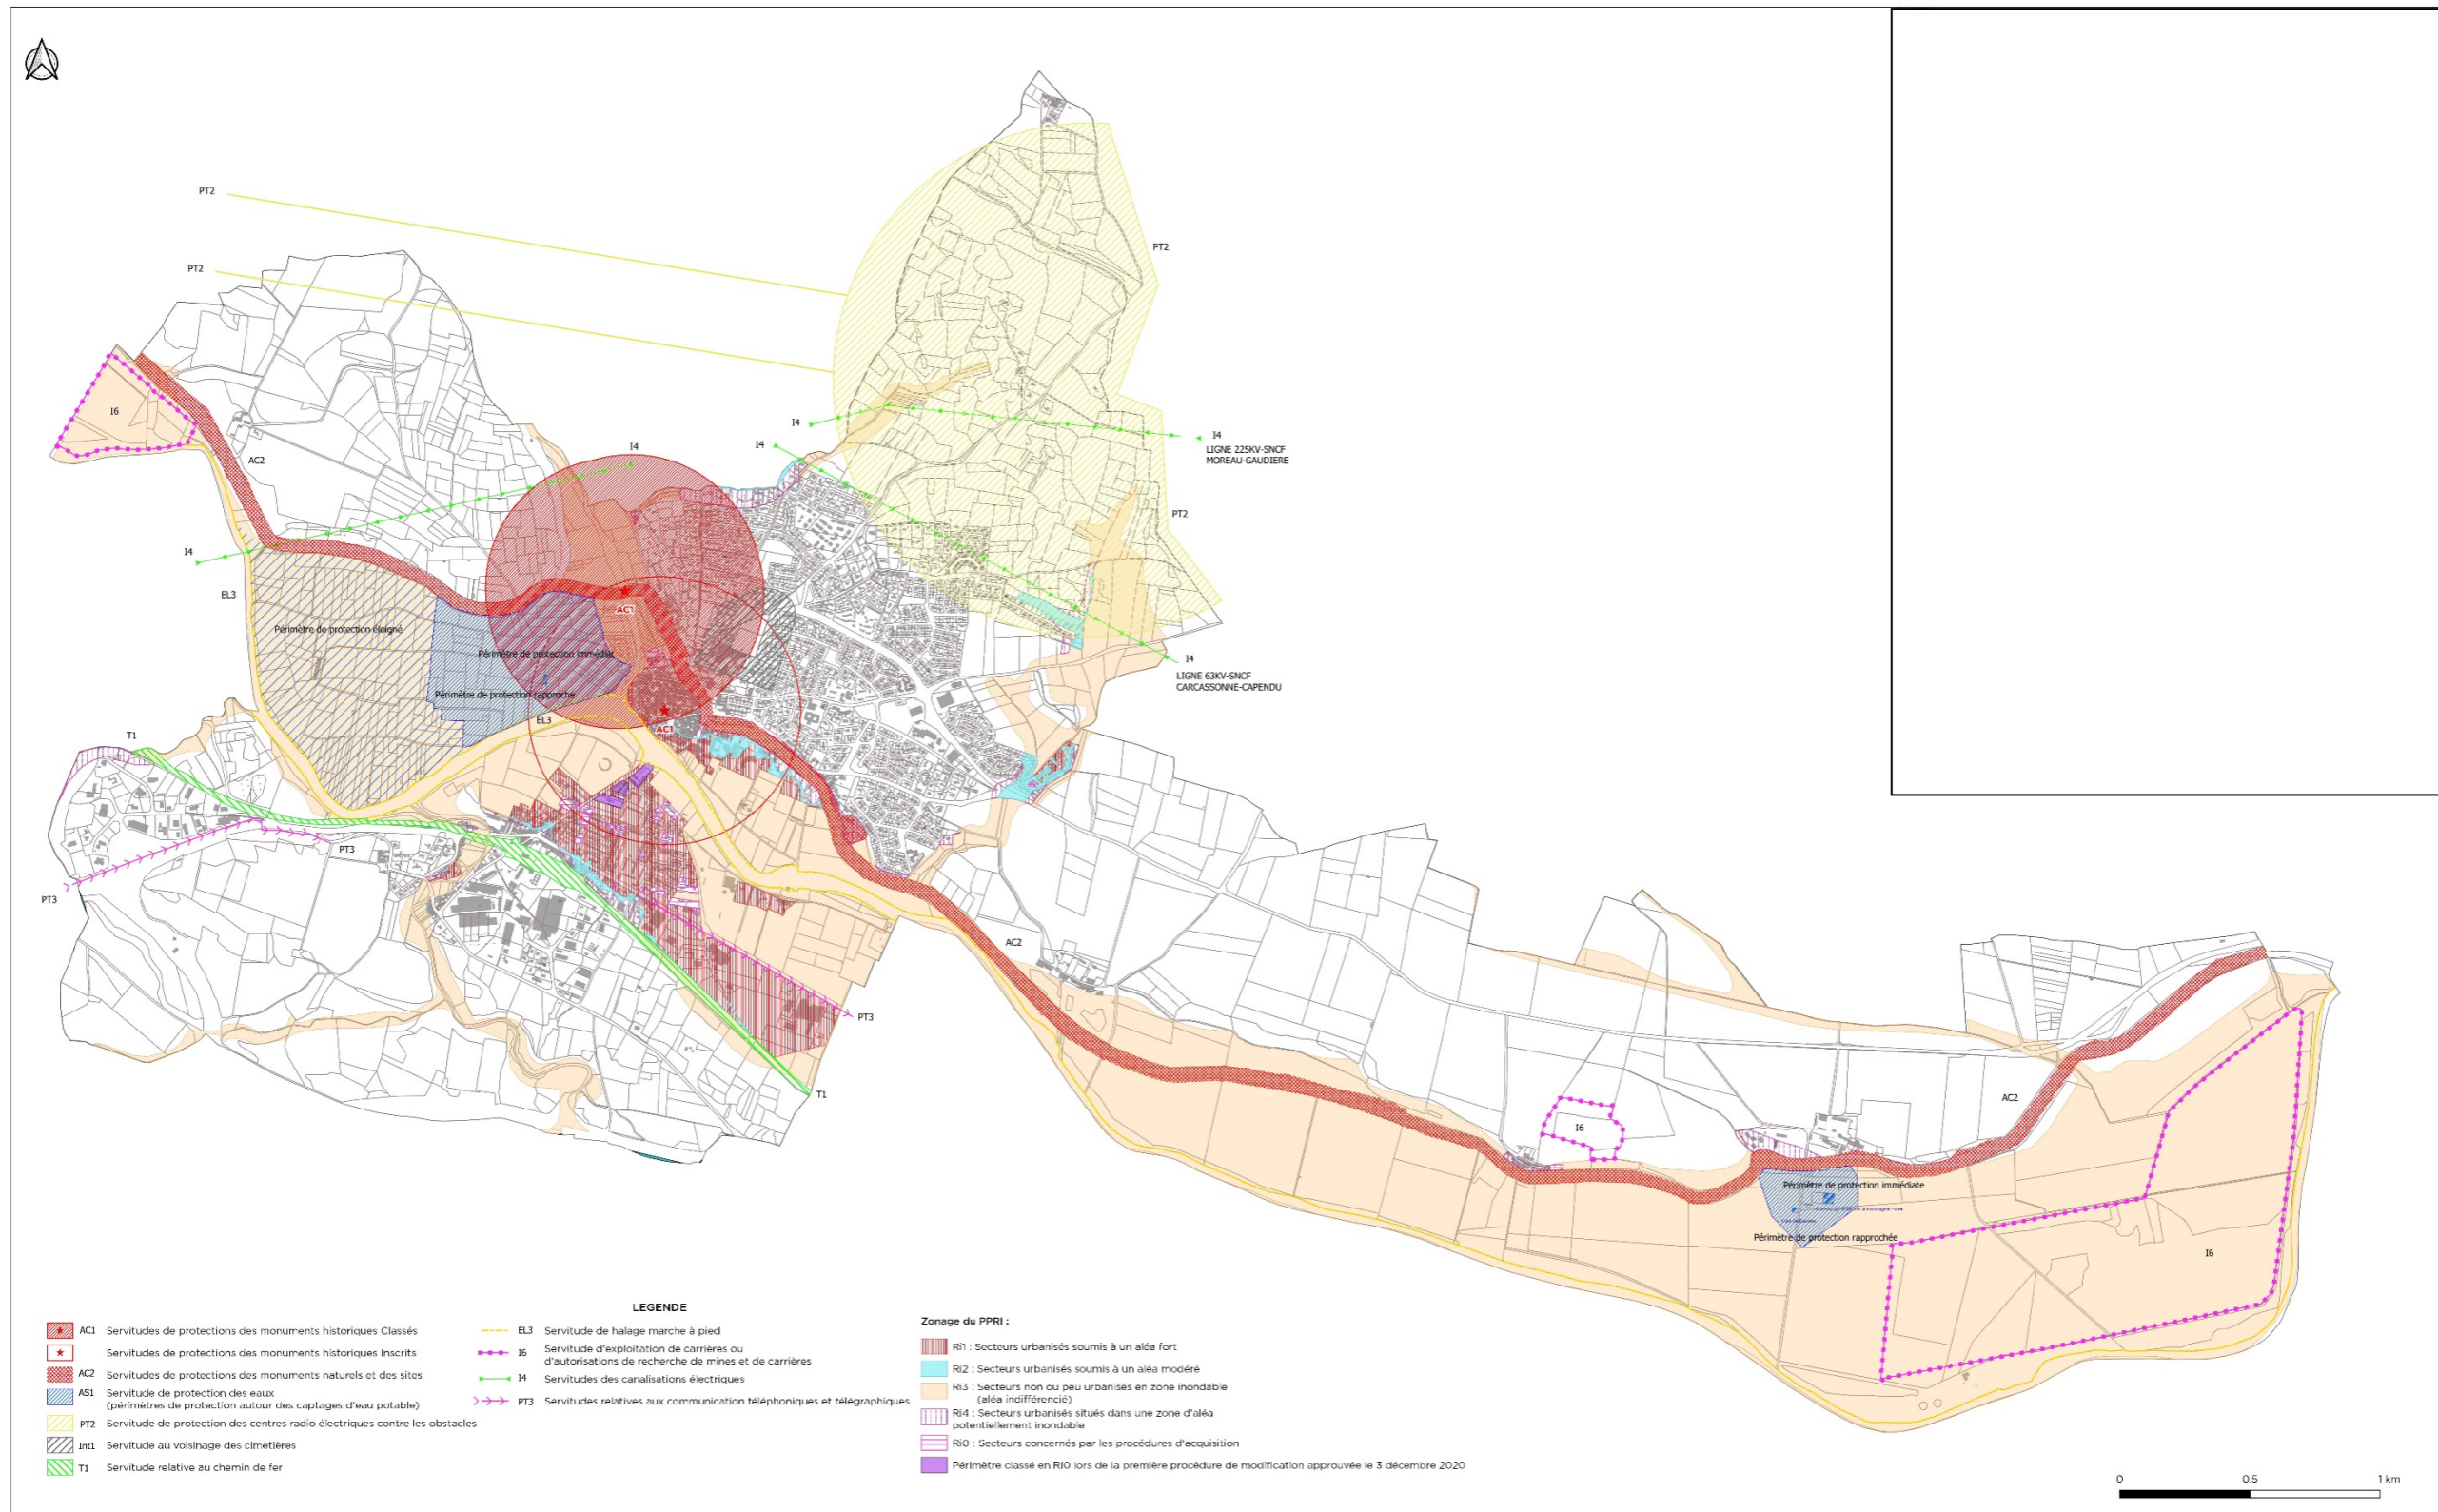 PT2
PT2
PT2
I6
I4
I4
I4
I4
LIGNE 225KV-SNCF
MOREAU-GAUDIERE
AC2
PT2
I4
EL3
AC1
Périmètre de protection éloigné
Périmètre de protection immédiat
I4
LIGNE 63KV-SNCF
CARCASSONNE-CAPENDU
Périmètre de protection rapproché
EL3
AC1
T1
PT3
PT3
AC2
PT3
T1
AC2
I6
Périmètre de protection immédiate
Périmètre de protection rapprochée
I6
LEGENDE
AC1 Servitudes de protections des monuments historiques Classés
Servitudes de protections des monuments historiques Inscrits
AC2 Servitudes de protections des monuments naturels et des sites
AS1 Servitude de protection des eaux
(périmètres de protection autour des captages d'eau potable)
PT2 Servitude de protection des centres radio électriques contre les obstacles
Int1 Servitude au voisinage des cimetières
T1 Servitude relative au chemin de fer
EL3 Servitude de halage marche à pied
I6 Servitude d'exploitation de carrières ou
d'autorisations de recherche de mines et de carrières
I4 Servitudes des canalisations électriques
PT3 Servitudes relatives aux communication téléphoniques et télégraphiques
Zonage du PPRI :
Ri1 : Secteurs urbanisés soumis à un aléa fort
Ri2 : Secteurs urbanisés soumis à un aléa modéré
Ri3 : Secteurs non ou peu urbanisés en zone inondable
(aléa indifférencié)
Ri4 : Secteurs urbanisés situés dans une zone d'aléa
potentiellement inondable
Ri0 : Secteurs concernés par les procédures d'acquisition
Périmètre classé en Ri0 lors de la première procédure de modification approuvée le 3 décembre 2020
0 0,5 1 km